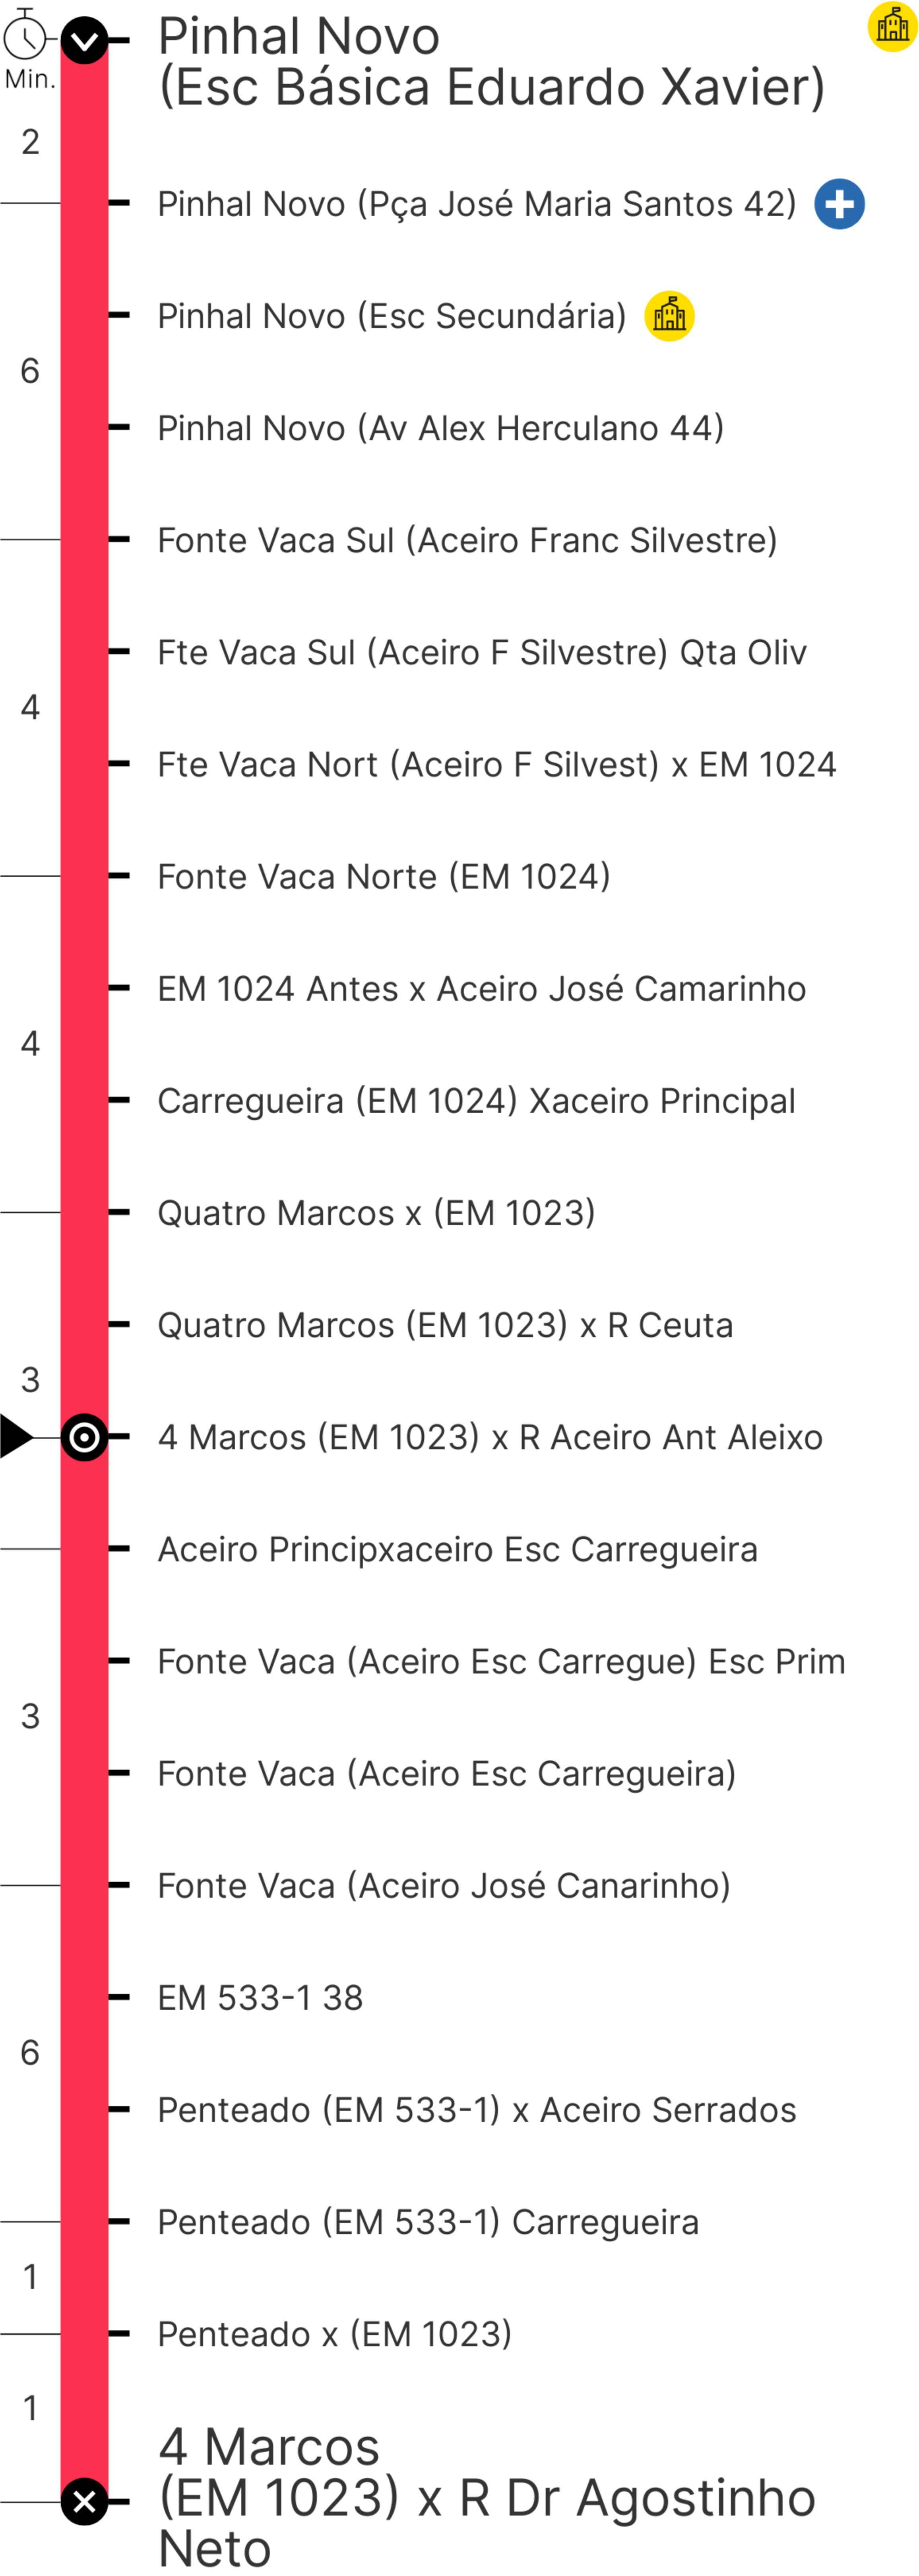 Pinhal Novo
(Esc Básica Eduardo Xavier)
Min.
2
Pinhal Novo (Pça José Maria Santos 42)
Pinhal Novo (Esc Secundária)
6
Pinhal Novo (Av Alex Herculano 44)
Fonte Vaca Sul (Aceiro Franc Silvestre)
Fte Vaca Sul (Aceiro F Silvestre) Qta Oliv
4
Fte Vaca Nort (Aceiro F Silvest) x EM 1024
Fonte Vaca Norte (EM 1024)
EM 1024 Antes x Aceiro José Camarinho
4
Carregueira (EM 1024) Xaceiro Principal
Quatro Marcos x (EM 1023)
Quatro Marcos (EM 1023) x R Ceuta
3
4 Marcos (EM 1023) x R Aceiro Ant Aleixo
Aceiro Principxaceiro Esc Carregueira
Fonte Vaca (Aceiro Esc Carregue) Esc Prim
3
Fonte Vaca (Aceiro Esc Carregueira)
Fonte Vaca (Aceiro José Canarinho)
EM 533-1 38
6
Penteado (EM 533-1) x Aceiro Serrados
Penteado (EM 533-1) Carregueira
1
Penteado x (EM 1023)
1
4 Marcos
(EM 1023) x R Dr Agostinho
Neto